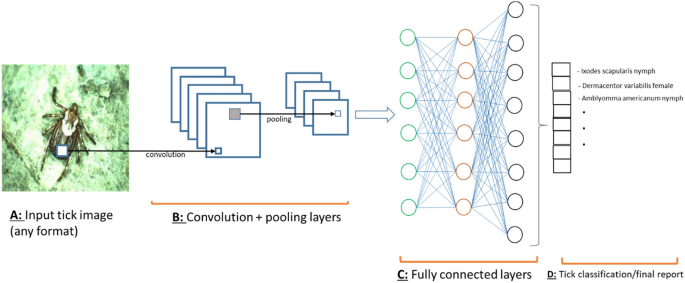 convolution
pooling
- Ixodes scapularis nymph
- Dermacentor variabilis female
- Amblyomma americanum nymph
A: Input tick image
(any format)
B: Convolution + pooling layers
C: Fully connected layers
D: Tick classification/final report